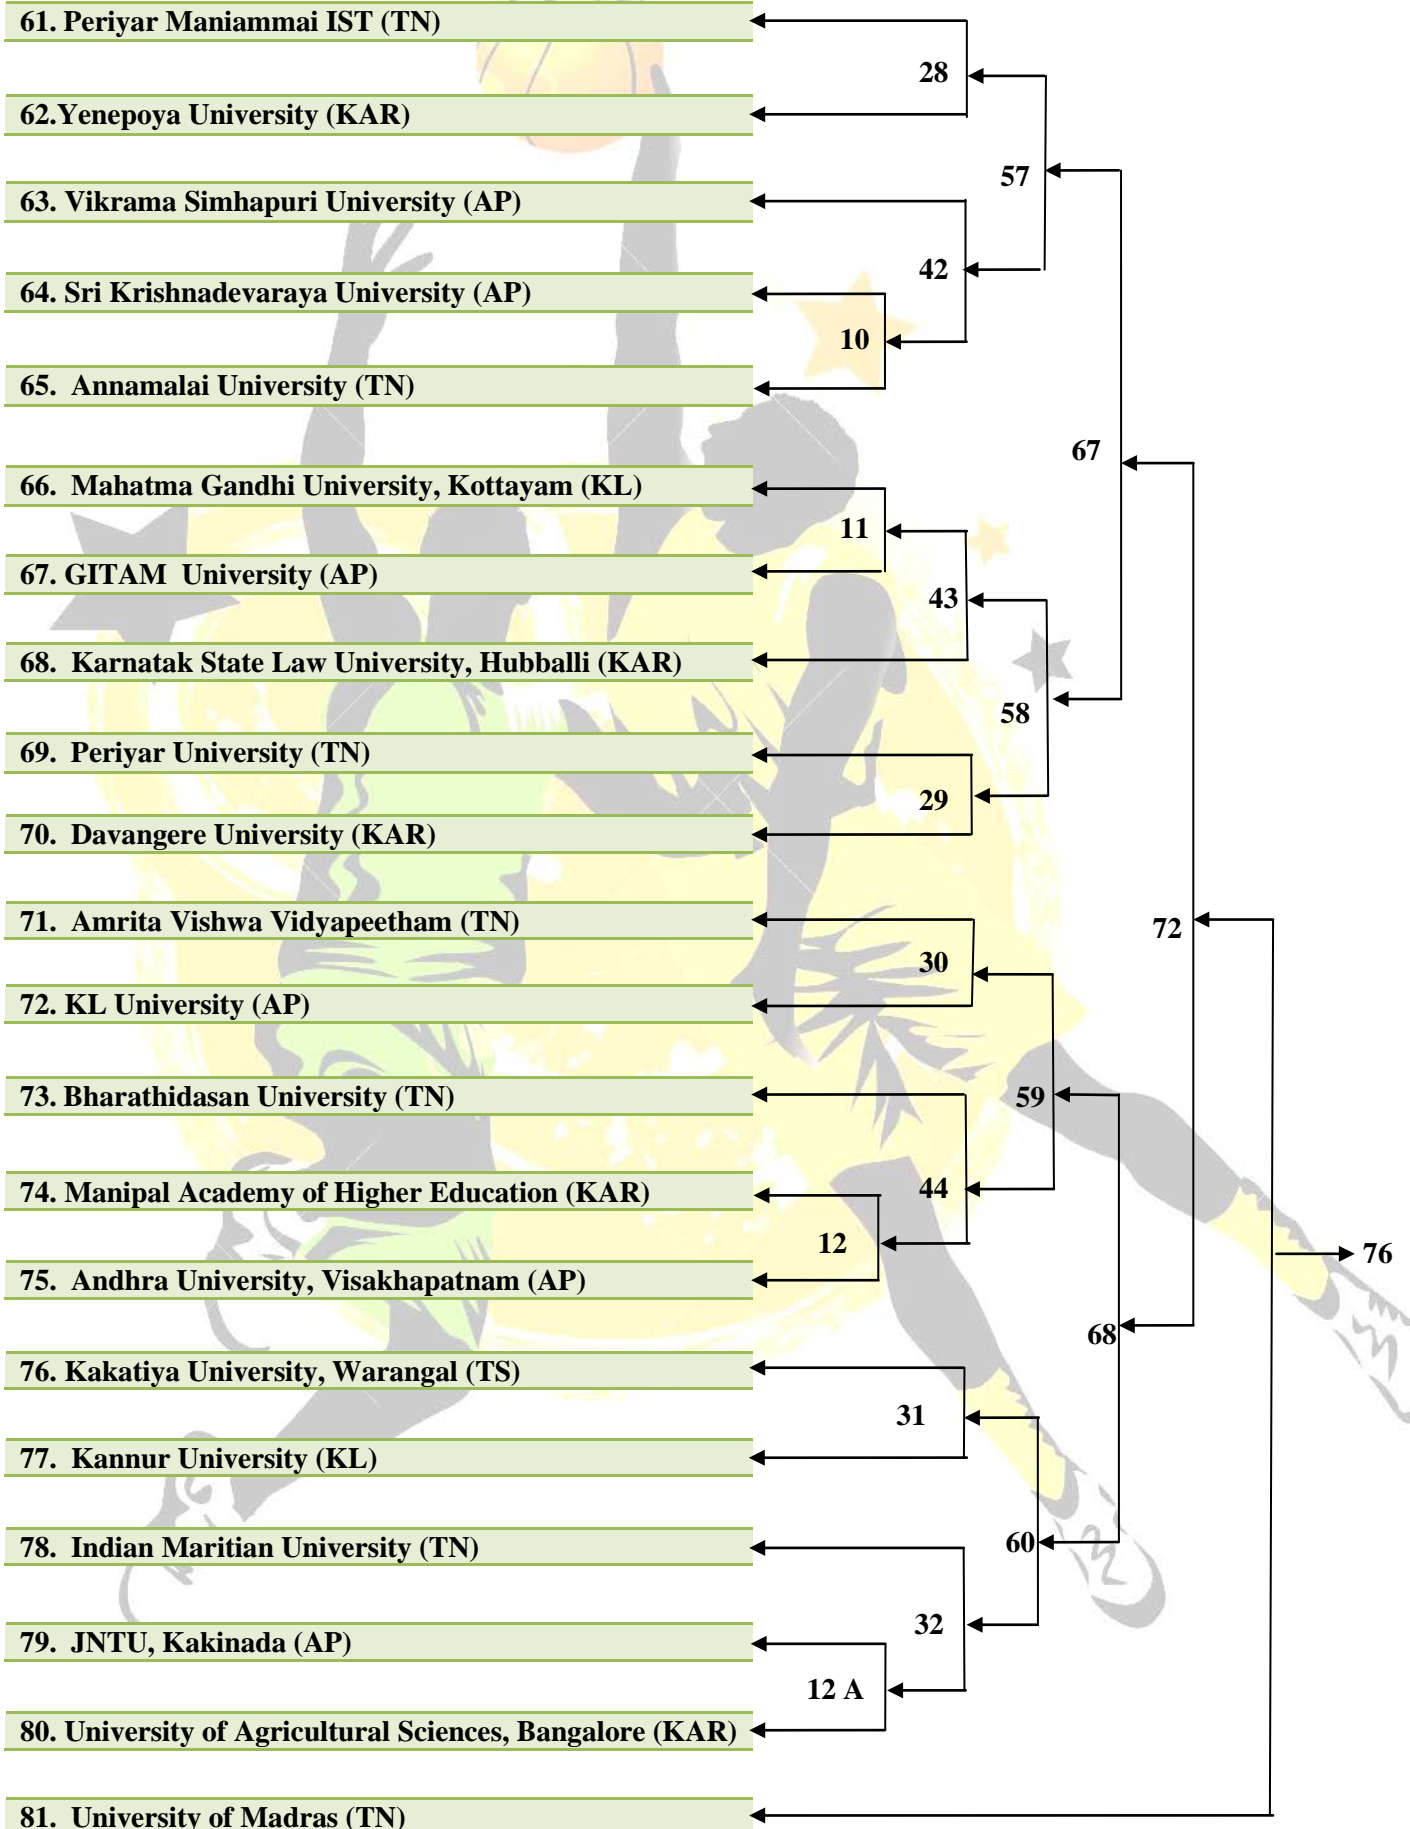 61. Periyar Maniammai IST (TN)
28
62.Yenepoya University (KAR)
57
63. Vikrama Simhapuri University (AP)
42
64. Sri Krishnadevaraya University (AP)
10
65. Annamalai University (TN)
67
66. Mahatma Gandhi University, Kottayam (KL)
11
67. GITAM University (AP)
43
68. Karnatak State Law University, Hubballi (KAR)
58
69. Periyar University (TN)
29
70. Davangere University (KAR)
71. Amrita Vishwa Vidyapeetham (TN)
72
30
72. KL University (AP)
73. Bharathidasan University (TN)
59
74. Manipal Academy of Higher Education (KAR)
44
12
76
75. Andhra University, Visakhapatnam (AP)
68
76. Kakatiya University, Warangal (TS)
31
77. Kannur University (KL)
78. Indian Maritian University (TN)
60
32
79. JNTU, Kakinada (AP)
12 A
80. University of Agricultural Sciences, Bangalore (KAR)
81. University of Madras (TN)